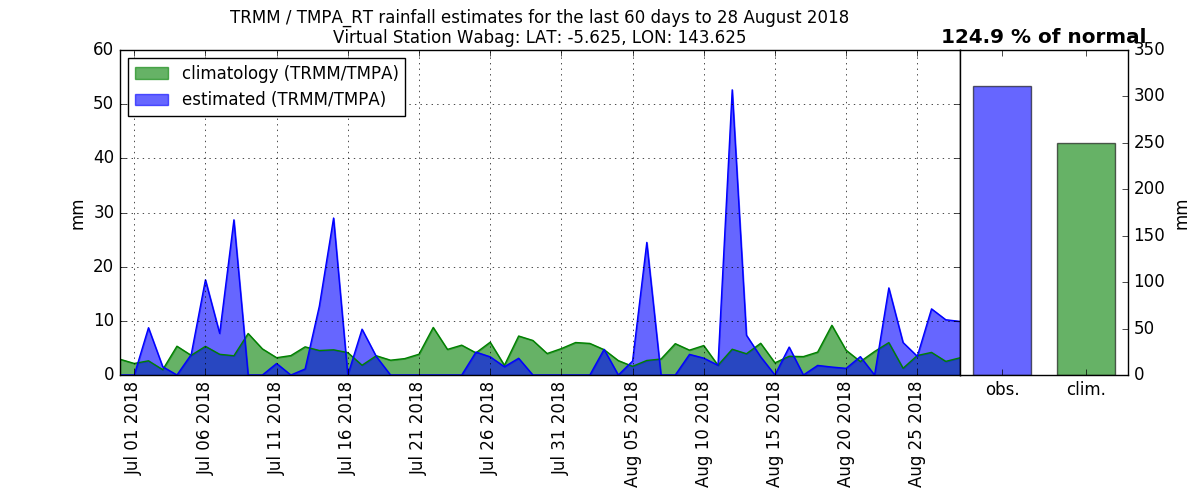 TRMM / TMPA_RT rainfall estimates for the last 60 days to 28 August 2018
Virtual Station Wabag: LAT: -5.625, LON: 143.625
124.9 % of normal
climatology (TRMM/TMPA)
estimated (TRMM/TMPA)
60
50
40
30
20
10
0
mm
Jul 01 2018
Jul 06 2018
Jul 11 2018
Jul 16 2018
Jul 21 2018
Jul 26 2018
Jul 31 2018
Aug 05 2018
Aug 10 2018
Aug 15 2018
Aug 20 2018
Aug 25 2018
obs.
clim.
350
300
250
200
150
100
50
0
mm